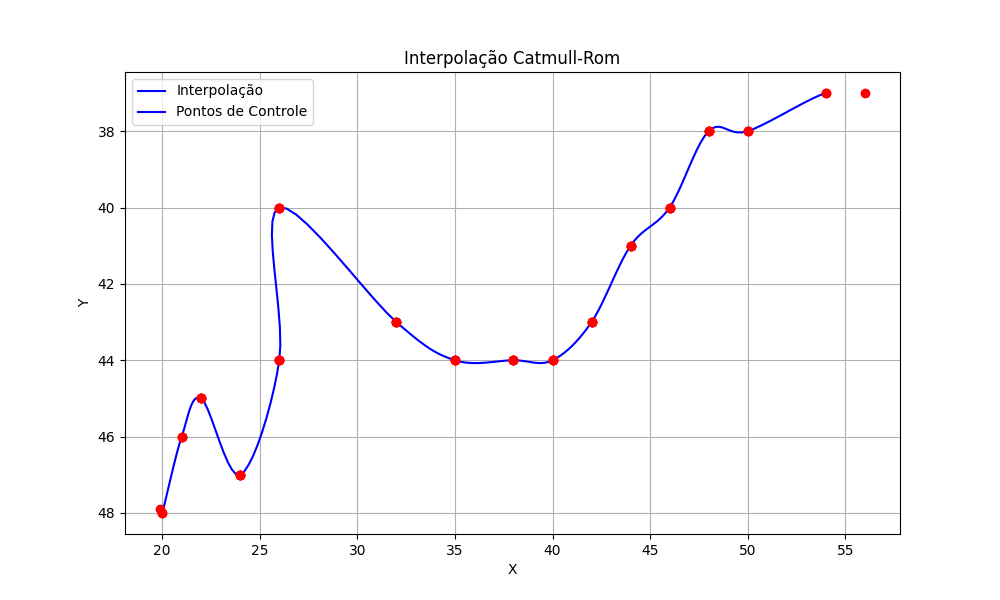 Interpolação Catmull-Rom
Interpolação
Pontos de Controle
38
40
42
44
46
48
Y
20 25 30 35 40 45 50 55
X